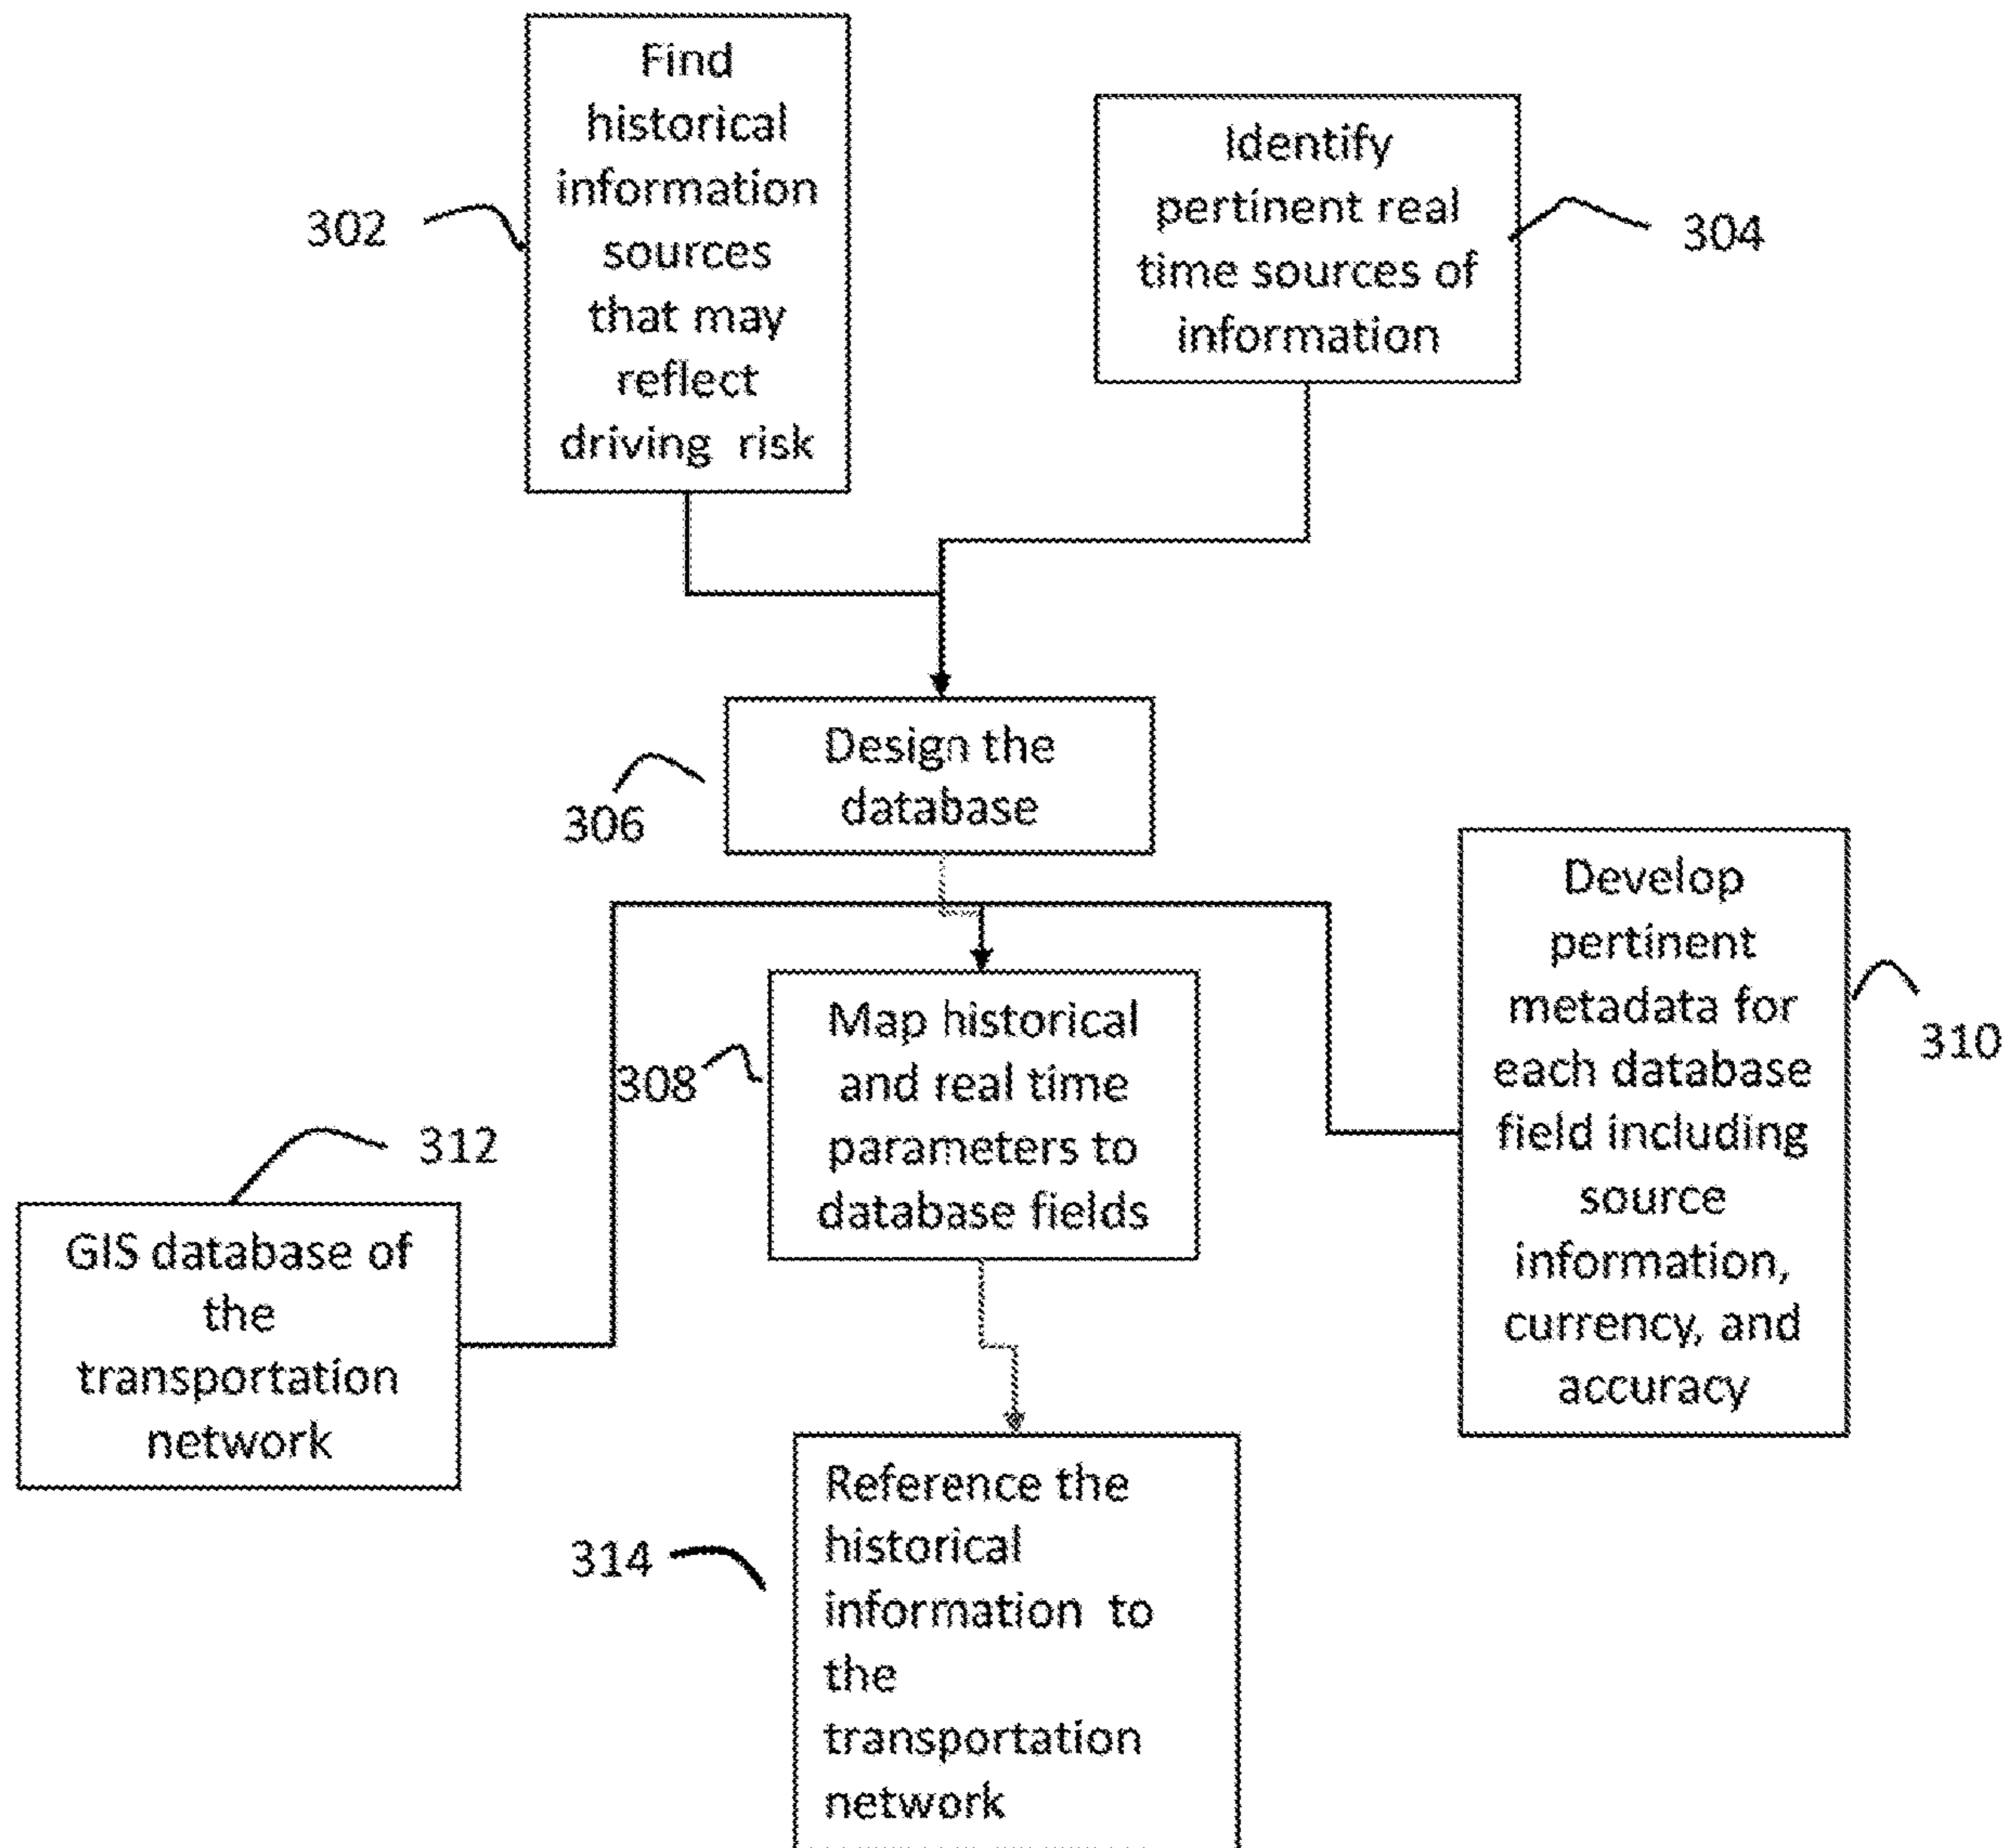 Find
historical
information
sources
that may
reflect
driving risk
302
Identify
pertinent real
time sources of
information
304
Design the
database
306
Map historical
and real time
parameters to
database fields
308
Develop
pertinent
metadata for
each database
field including
source
information,
currency, and
accuracy
310
312
GIS database of
the
transportation
network
314
Reference the
historical
information to
the
transportation
network